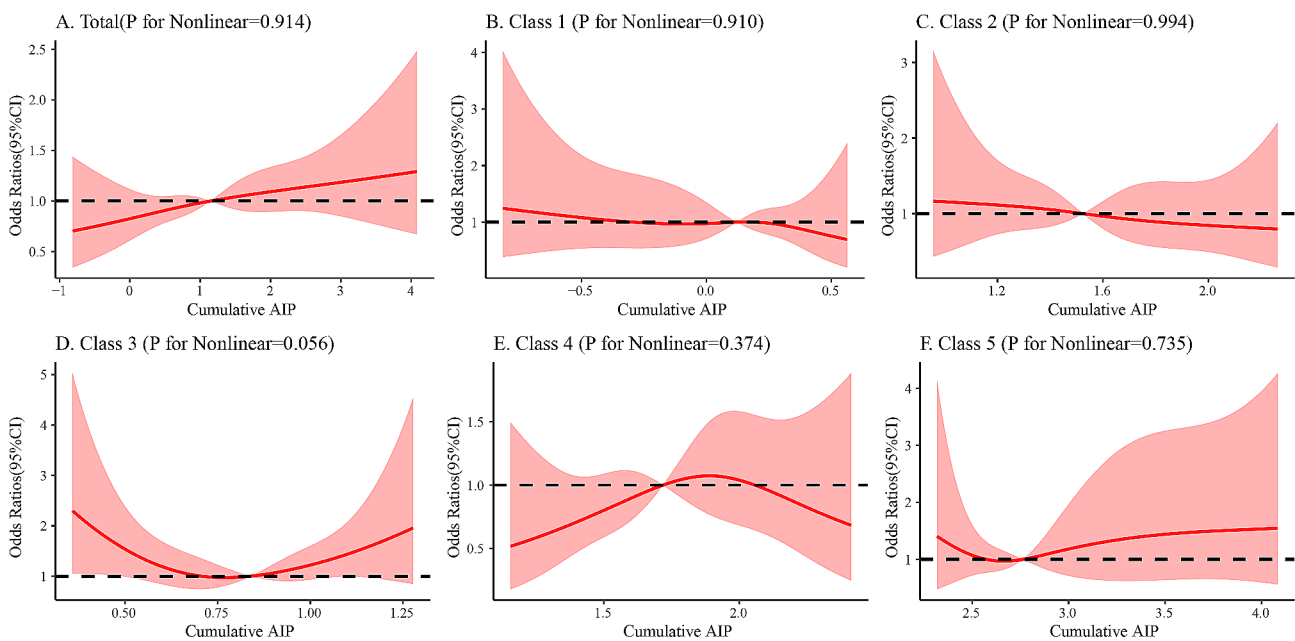 A. Total(P for Nonlinear=0.914)
2.5
2.0
1.5
1.0
0.5
Odds Ratios(95%CI)
−1
0
1
2
3
4
Cumulative AIP
B. Class 1 (P for Nonlinear=0.910)
4
3
2
1
Odds Ratios(95%CI)
−0.5
0.0
0.5
Cumulative AIP
C. Class 2 (P for Nonlinear=0.994)
3
2
1
Odds Ratios(95%CI)
1.2
1.6
2.0
Cumulative AIP
D. Class 3 (P for Nonlinear=0.056)
5
4
3
2
1
Odds Ratios(95%CI)
0.50
0.75
1.00
1.25
Cumulative AIP
E. Class 4 (P for Nonlinear=0.374)
1.5
1.0
0.5
Odds Ratios(95%CI)
1.5
2.0
Cumulative AIP
F. Class 5 (P for Nonlinear=0.735)
4
3
2
1
Odds Ratios(95%CI)
2.5
3.0
3.5
4.0
Cumulative AIP